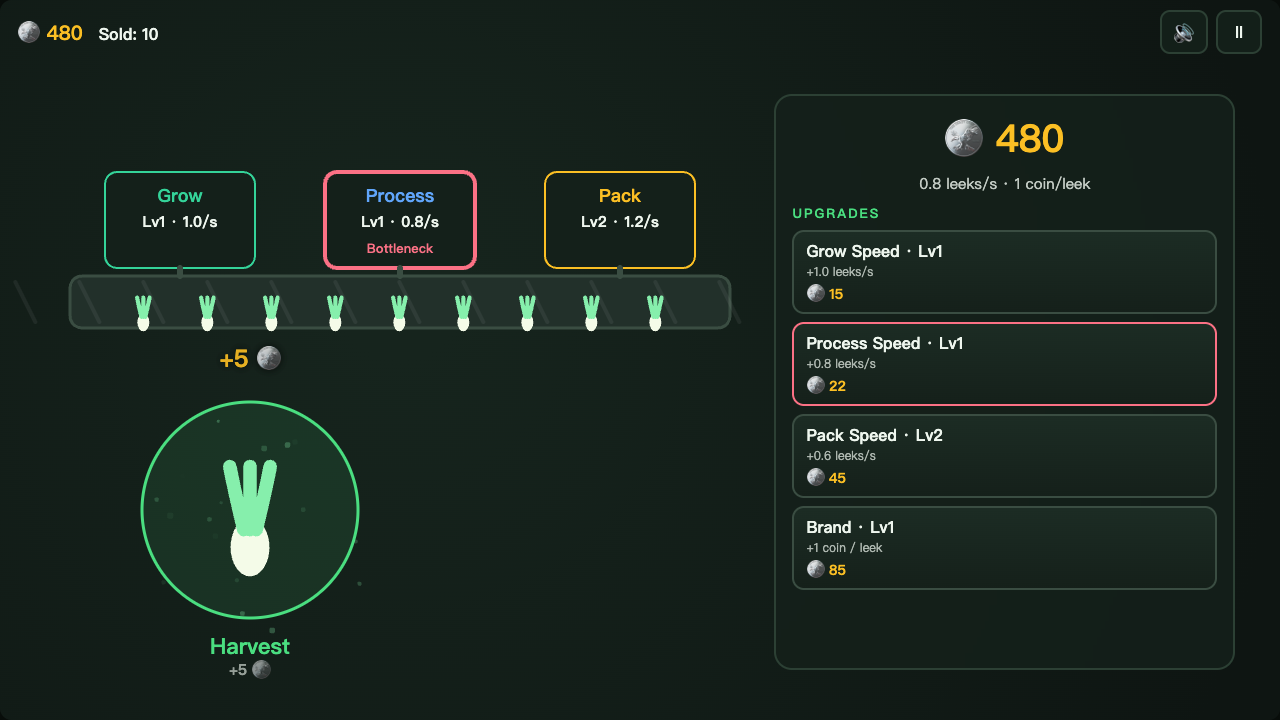 480 Sold: 10
Grow
Lv1 · 1.0/s
Process
Lv1 · 0.8/s
Bottleneck
Pack
Lv2 · 1.2/s
+5
Harvest
+5
480
0.8 leeks/s · 1 coin/leek
UPGRADES
Grow Speed · Lv1
+1.0 leeks/s
15
Process Speed · Lv1
+0.8 leeks/s
22
Pack Speed · Lv2
+0.6 leeks/s
45
Brand · Lv1
+1 coin / leek
85